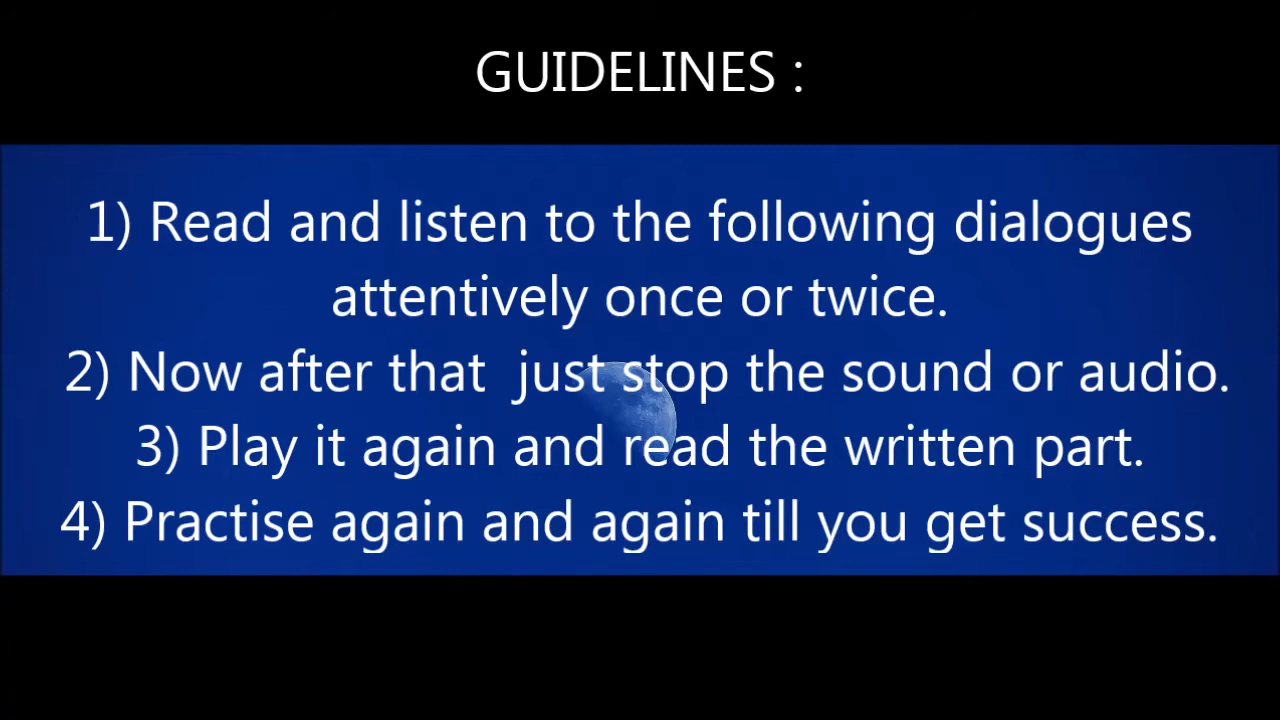 GUIDELINES :
1) Read and listen to the following dialogues
attentively once or twice.
2) Now after that  just stop the sound or audio.
3) Play it again and read the written part.
4) Practise again and again till you get success.